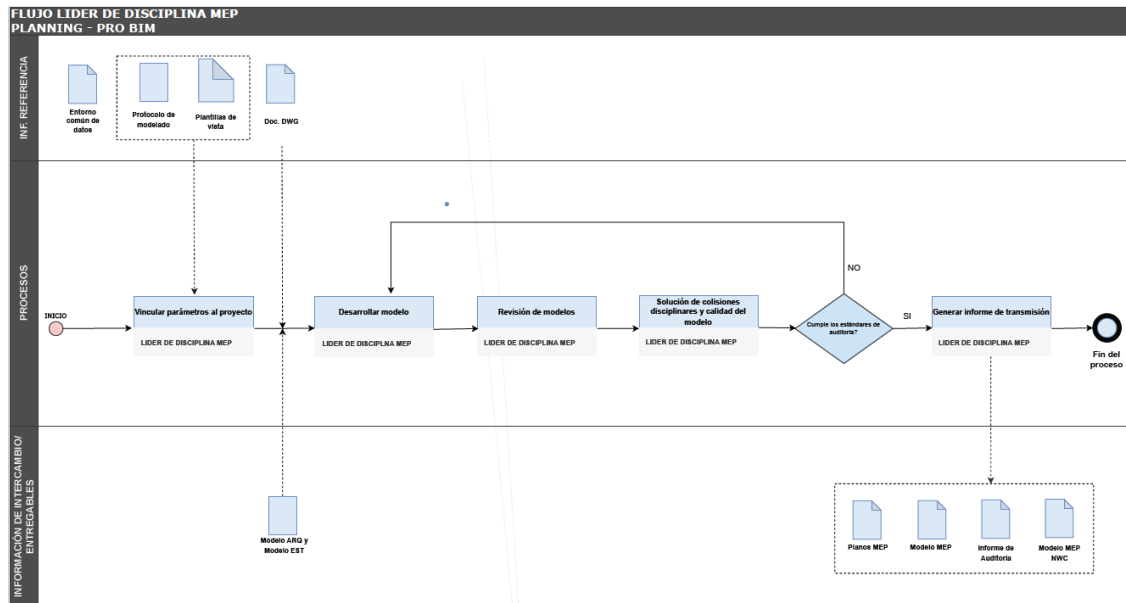 FLUJO LIDER DE DISCIPLINA MEP
PLANNING - PRO BIM
INF. REFERENCIA
Entorno
común de
datos
Protocolo de
modelado
Plantillas de
vista
Doc. DWG
PROCESOS
INICIO
Vincular parámetros al proyecto
LIDER DE DISCIPLINA MEP
Desarrollar modelo
LIDER DE DISCIPLNA MEP
Revisión de modelos
LIDER DE DISCIPLINA MEP
Solución de colisiones
disciplinares y calidad del
modelo
LIDER DE DISCIPLINA MEP
Cumple los estándares de
auditoria?
NO
SI
Generar informe de transmisión
LIDER DE DISCIPLINA MEP
Fin del
proceso
INFORMACIÓN DE INTERCAMBIO/
ENTREGABLES
Modelo ARQ y
Modelo EST
Planos MEP
Modelo MEP
Informe de
Auditoria
Modelo MEP
NWC